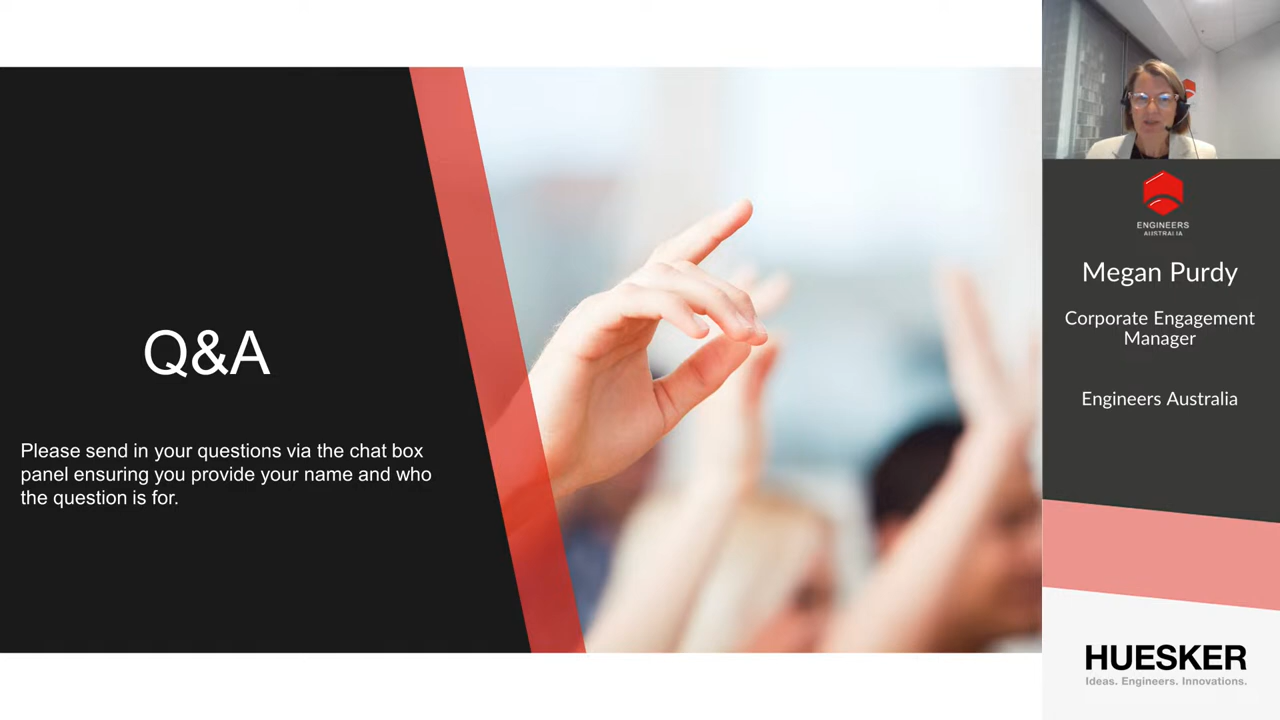 Q&A
Please send in your questions via the chat box
panel ensuring you provide your name and who
the question is for.
ENGINEERS
AUSTRALIA
Megan Purdy
Corporate Engagement
Manager
Engineers Australia
HUESKER
Ideas. Engineers. Innovations.